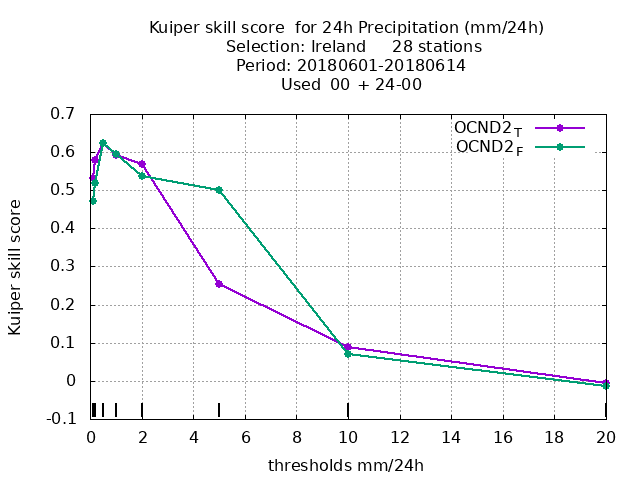 Kuiper skill score  for 24h Precipitation (mm/24h)
Selection: Ireland     28 stations
Period: 20180601-20180614
Used  00 + 24-00
OCND2T
OCND2F
0.7
0.6
0.5
0.4
0.3
0.2
0.1
0
-0.1
Kuiper skill score
0 2 4 6 8 10 12 14 16 18 20
thresholds mm/24h